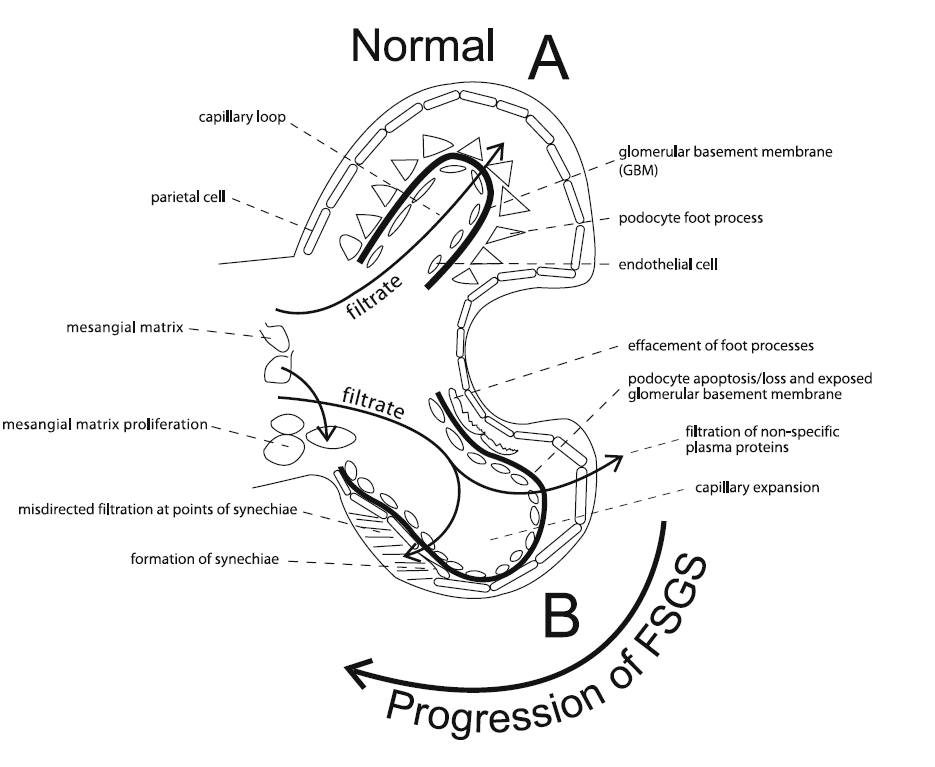 Normal
A
capillary loop
glomerular basement membrane
(GBM)
parietal cell
podocyte foot process
endothelial cell
filtrate
mesangial matrix
effacement of foot processes
podocyte apoptosis/loss and exposed
glomerular basement membrane
filtrate
mesangial matrix proliferation
filtration of non-specific
plasma proteins
capillary expansion
misdirected filtration at points of synechiae
formation of synechiae
B
Progression of FSGS